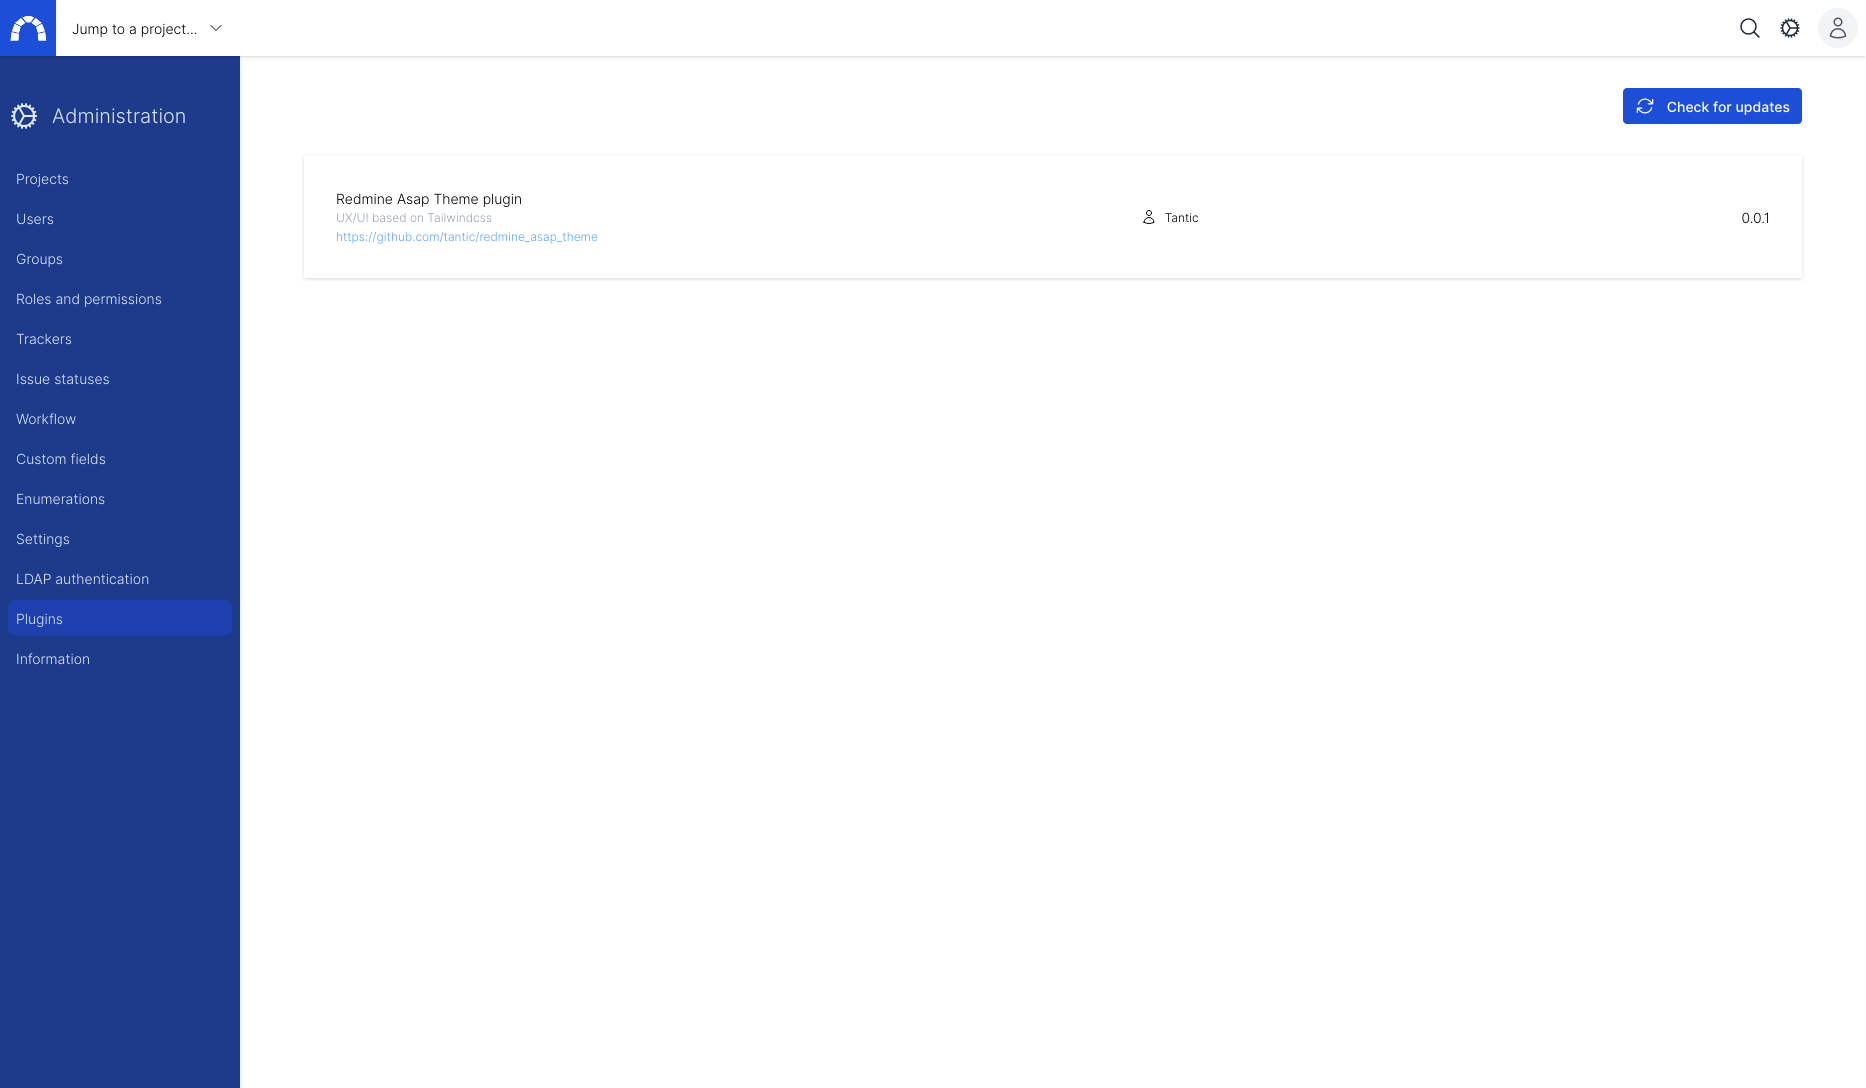 Jump to a project...
Administration
Projects
Users
Groups
Roles and permissions
Trackers
Issue statuses
Workflow
Custom fields
Enumerations
Settings
LDAP authentication
Plugins
Information
Check for updates
Redmine Asap Theme plugin
UX/UI based on Tailwindcss
https://github.com/tantic/redmine_asap_theme
Tantic
0.0.1